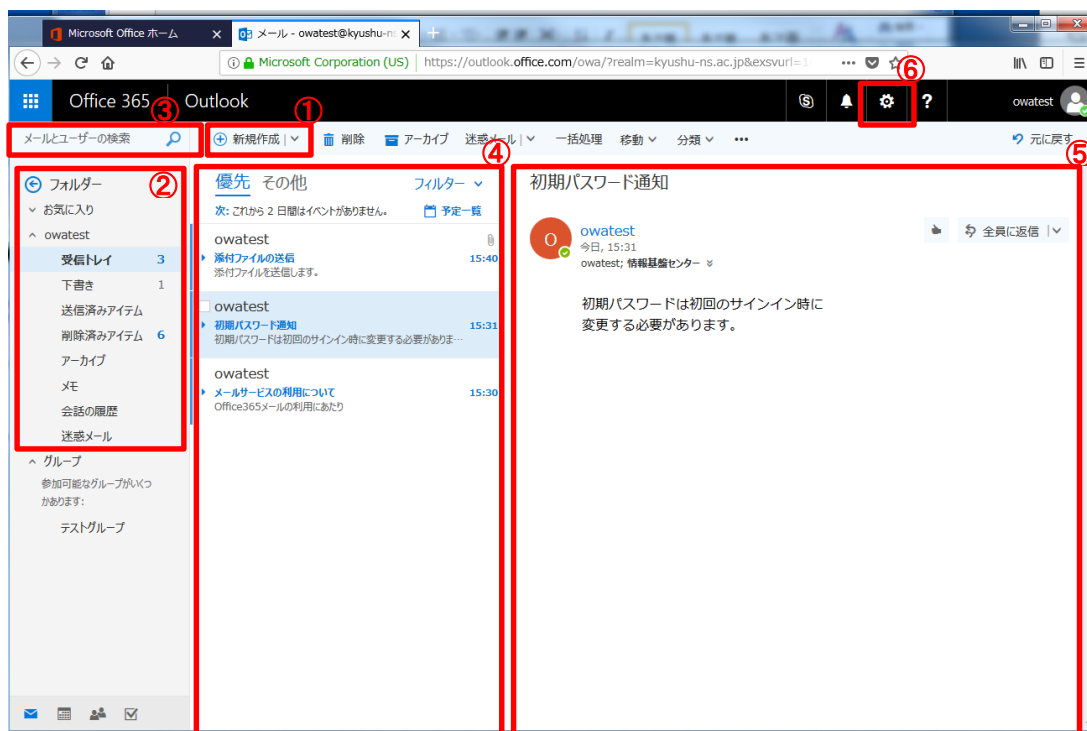 Microsoft Office ホーム
メール - owatest@kyushu-ns
Microsoft Corporation (US) https://outlook.office.com/owa/?realm=kyushu-ns.ac.jp&exsvurl=1
⑥
Office 365 Outlook
? owatest
③ ①
メールとユーザーの検索
新規作成 | 削除 アーカイブ 迷惑メール | 一括処理 移動 分類 ••• 元に戻す
④ ⑤
フォルダー ②
お気に入り
owatest
受信トレイ 3
下書き 1
送信済みアイテム
削除済みアイテム 6
アーカイブ
メモ
会話の履歴
迷惑メール
グループ
参加可能なグループがいくつ
かあります:
テストグループ
優先 その他 フィルター
次: これから 2 日間はイベントがありません。 予定一覧
owatest
添付ファイルの送信 15:40
添付ファイルを送信します。
owatest
初期パスワード通知 15:31
初期パスワードは初回のサインイン時に変更する必要がありま…
owatest
メールサービスの利用について 15:30
Office365メールの利用にあたり
初期パスワード通知
O
owatest
今日, 15:31
owatest; 情報基盤センター
全員に返信 |
初期パスワードは初回のサインイン時に
変更する必要があります。